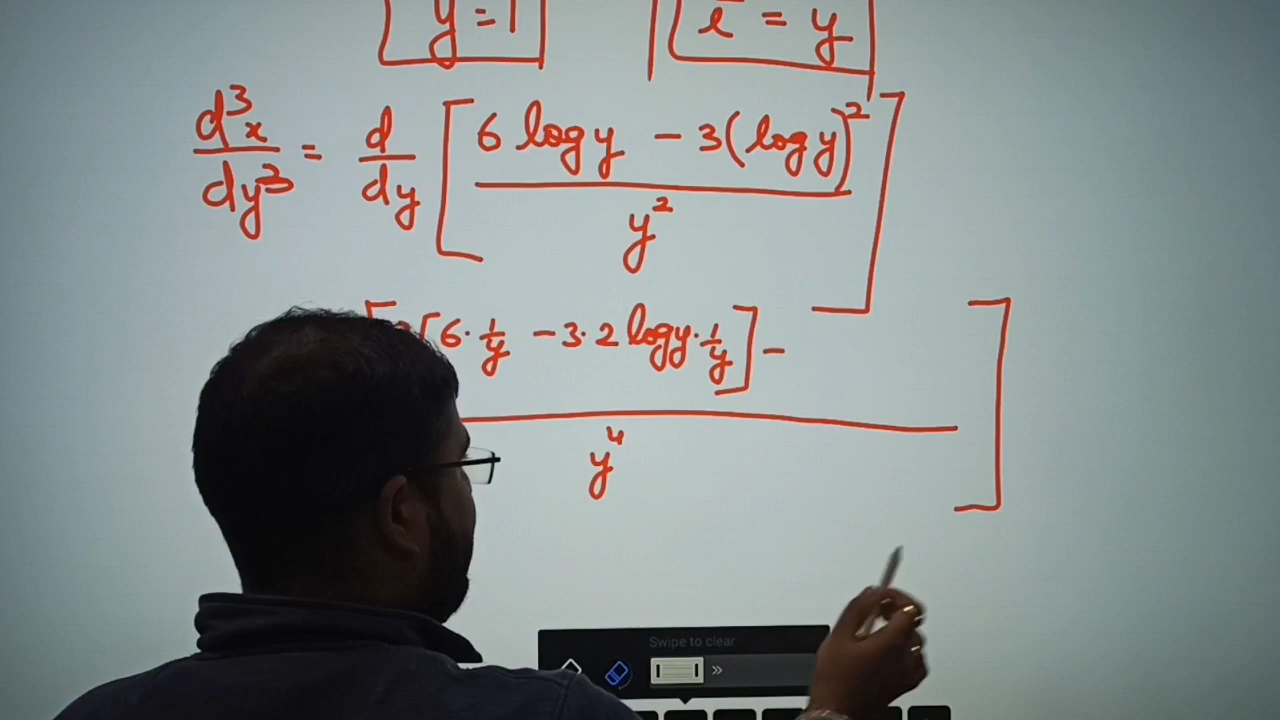 y = 1    e² = y
d³x/dy³ = d/dy [ (6 log y − 3(log y)²) / y² ]
[ 6 · 1/y − 3 · 2 log y · 1/y ] −
y⁴ ]
Swipe to clear
»